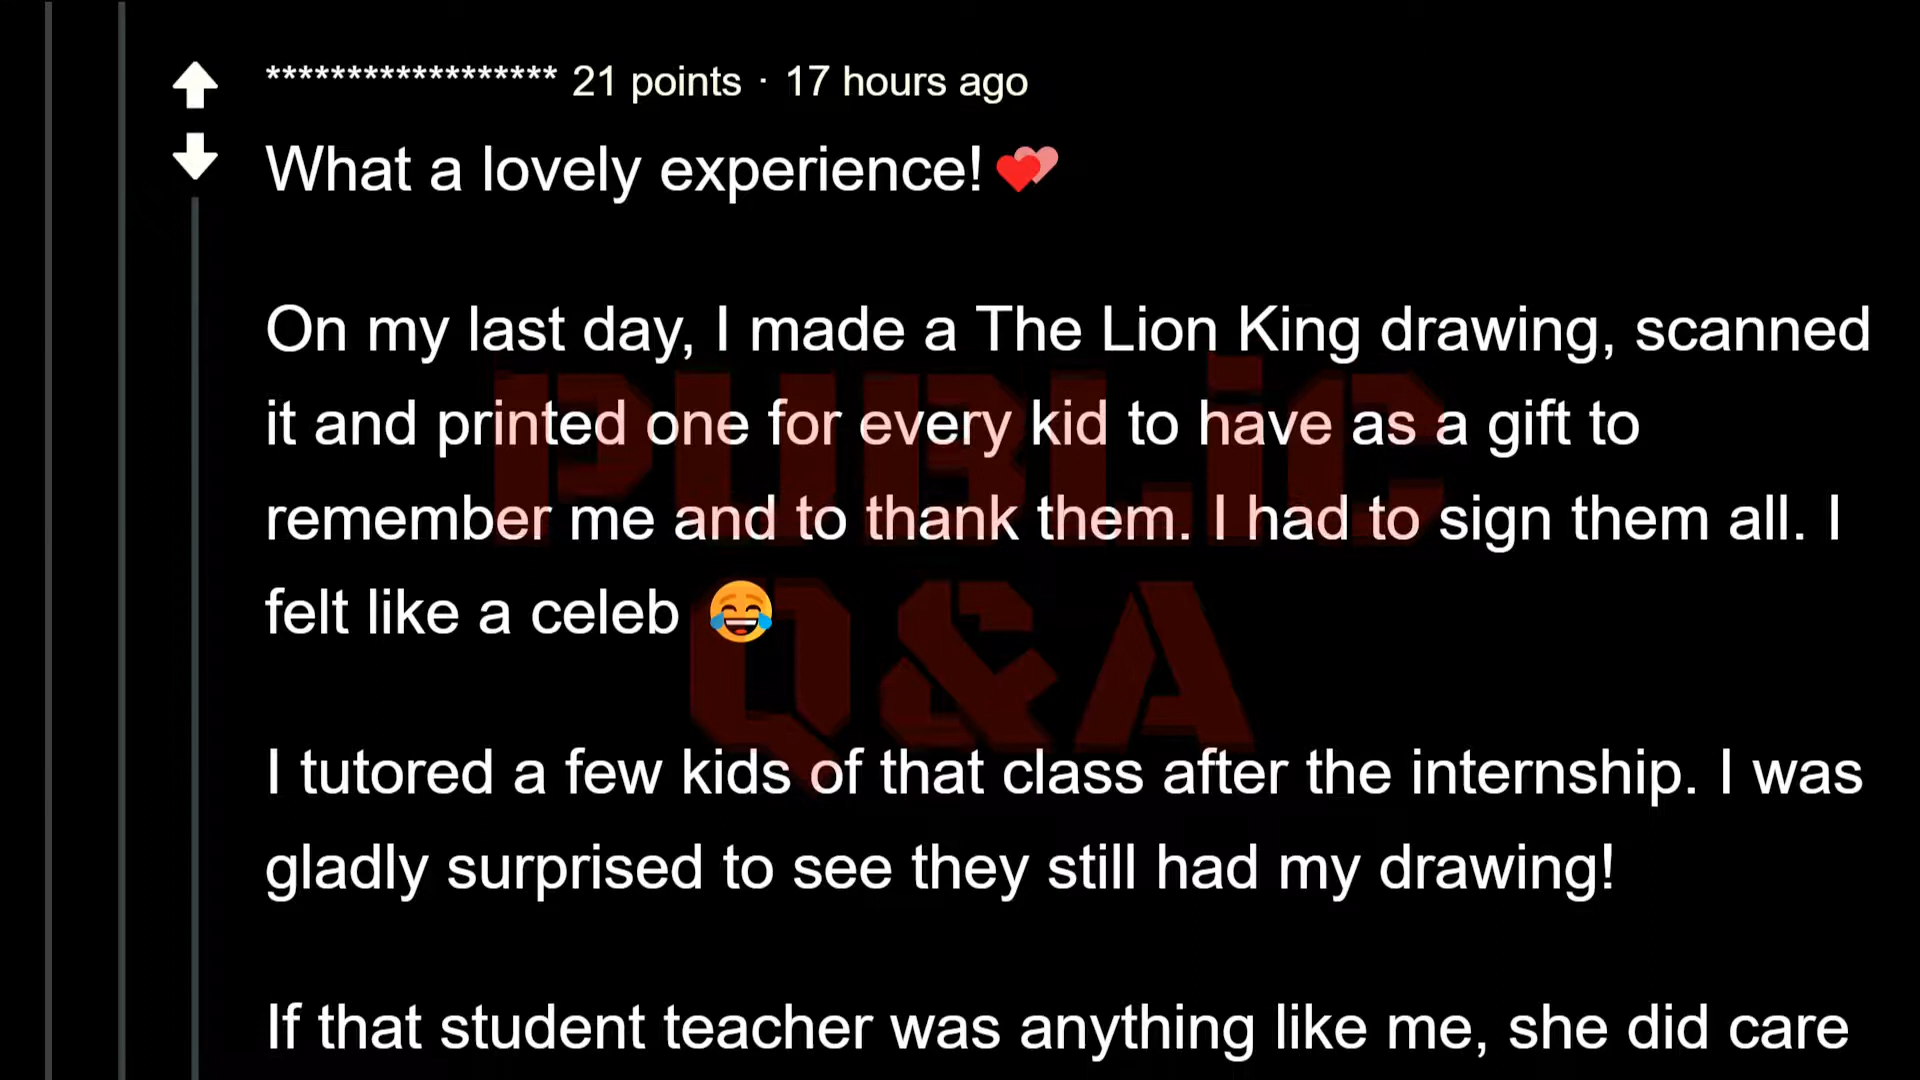 ****************** 21 points · 17 hours ago
What a lovely experience! 💕
On my last day, I made a The Lion King drawing, scanned
it and printed one for every kid to have as a gift to
remember me and to thank them. I had to sign them all. I
felt like a celeb 😂
I tutored a few kids of that class after the internship. I was
gladly surprised to see they still had my drawing!
If that student teacher was anything like me, she did care
PUBLiC
Q&A